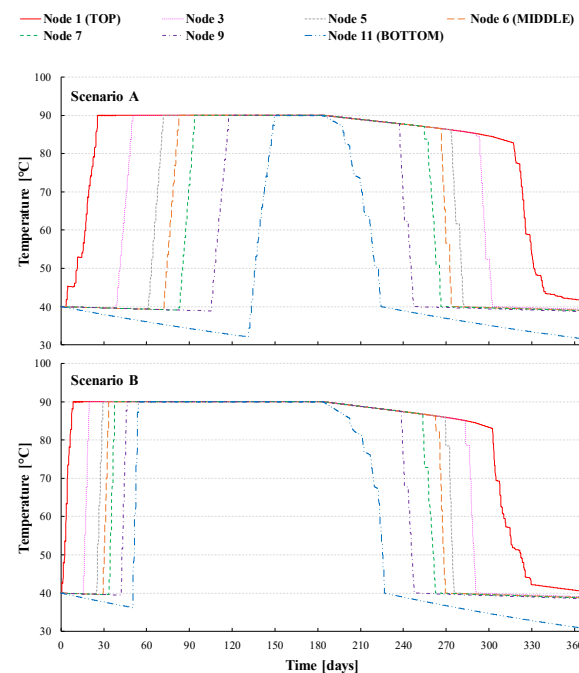 Node 1 (TOP) Node 3 Node 5 Node 6 (MIDDLE)
Node 7 Node 9 Node 11 (BOTTOM)
100
90
80
70
60
50
40
30
Temperature [°C]
Scenario A
100
90
80
70
60
50
40
30
Temperature [°C]
Scenario B
0 30 60 90 120 150 180 210 240 270 300 330 360
Time [days]